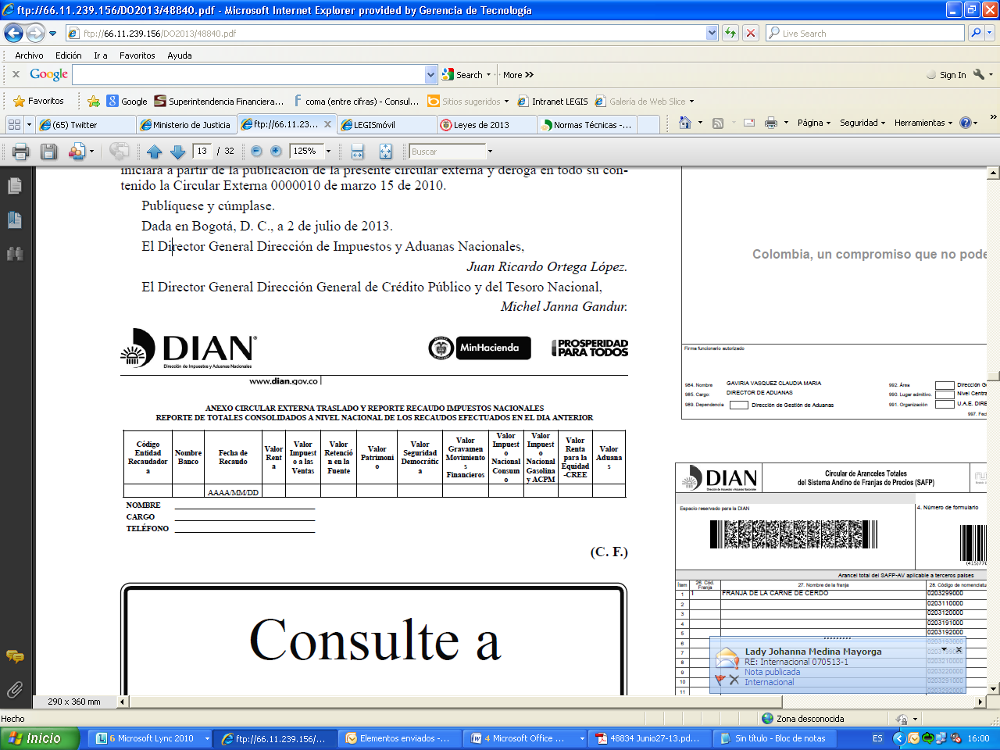 ftp://66.11.239.156/DO2013/48840.pdf - Microsoft Internet Explorer provided by Gerencia de Tecnología
ftp://66.11.239.156/DO2013/48840.pdf
Live Search
Archivo Edición Ir a Favoritos Ayuda
x Google Search More >> Sign In
Favoritos Google Superintendencia Financiera... coma (entre cifras) - Consul... Sitios sugeridos Intranet LEGIS Galería de Web Slice
(65) Twitter Ministerio de Justicia ftp://66.11.23... LEGISmóvil Leyes de 2013 Normas Técnicas -... Página Seguridad Herramientas
13 / 32 125% Buscar
iniciará a partir de la publicación de la presente circular externa y deroga en todo su con-
tenido la Circular Externa 0000010 de marzo 15 de 2010.
Publíquese y cúmplase.
Dada en Bogotá, D. C., a 2 de julio de 2013.
El Director General Dirección de Impuestos y Aduanas Nacionales,
Juan Ricardo Ortega López.
El Director General Dirección General de Crédito Público y del Tesoro Nacional,
Michel Janna Gandur.
DIAN®
Dirección de Impuestos y Aduanas Nacionales
MinHacienda
PROSPERIDAD
PARA TODOS
www.dian.gov.co
ANEXO CIRCULAR EXTERNA TRASLADO Y REPORTE RECAUDO IMPUESTOS NACIONALES
REPORTE DE TOTALES CONSOLIDADOS A NIVEL NACIONAL DE LOS RECAUDOS EFECTUADOS EN EL DIA ANTERIOR
Código
Entidad
Recaudador
a
Nombre
Banco
Fecha de
Recaudo
Valor
Rent
a
Valor
Impuest
o a las
Ventas
Valor
Retenció
n en la
Fuente
Valor
Patrimoni
o
Valor
Seguridad
Democrátic
a
Valor
Gravamen
Movimiento
s
Financieros
Valor
Impuest
o
Nacional
Consum
o
Valor
Impuest
o
Nacional
Gasolina
y ACPM
Valor
Renta
para la
Equidad
-CREE
Valor
Aduana
s
AAAA/MM/DD
NOMBRE
CARGO
TELÉFONO
(C. F.)
Consulte a
Colombia, un compromiso que no pode
Firma funcionario autorizado
984. Nombre GAVIRIA VASQUEZ CLAUDIA MARIA
985. Cargo: DIRECTOR DE ADUANAS
989. Dependencia Dirección de Gestión de Aduanas
992. Área Dirección G
990. Lugar admitivo. Nivel Centra
991. Organización U.A.E. DIRE
997. Fec
DIAN
Circular de Aranceles Totales
del Sistema Andino de Franjas de Precios (SAFP)
Espacio reservado para la DIAN
4. Número de formulario
(415)770
Arancel total del SAFP-AV aplicable a terceros países
Item 26. Cód. Franja 27. Nombre de la franja 28. Código de nomenclatu
1 1 FRANJA DE LA CARNE DE CERDO 0203299000
2 0203110000
3 0203120000
4 0203191000
5 0203192000
6 0203193000
7
8 0203210000
9 0203220000
10 0203291000
11 0203292000
Lady Johanna Medina Mayorga
RE: Internacional 070513-1
Nota publicada
Internacional
290 x 360 mm
Hecho Zona desconocida
Inicio 6 Microsoft Lync 2010 ftp://66.11.239.156/... Elementos enviados -... 4 Microsoft Office ... 48834 Junio27-13.pd... Sin título - Bloc de notas ES 16:00